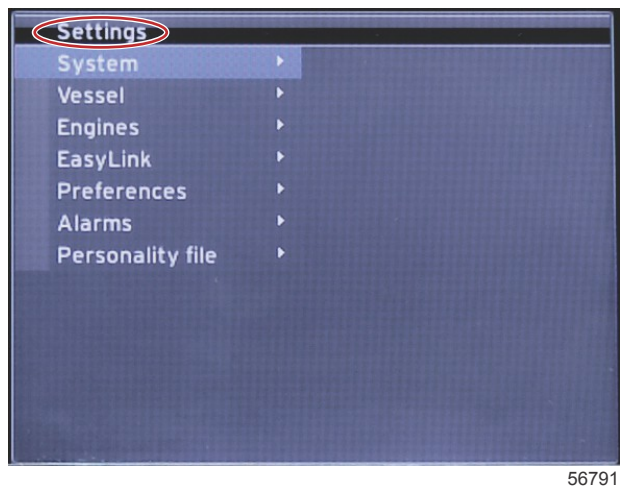 Settings
System
Vessel
Engines
EasyLink
Preferences
Alarms
Personality file
56791